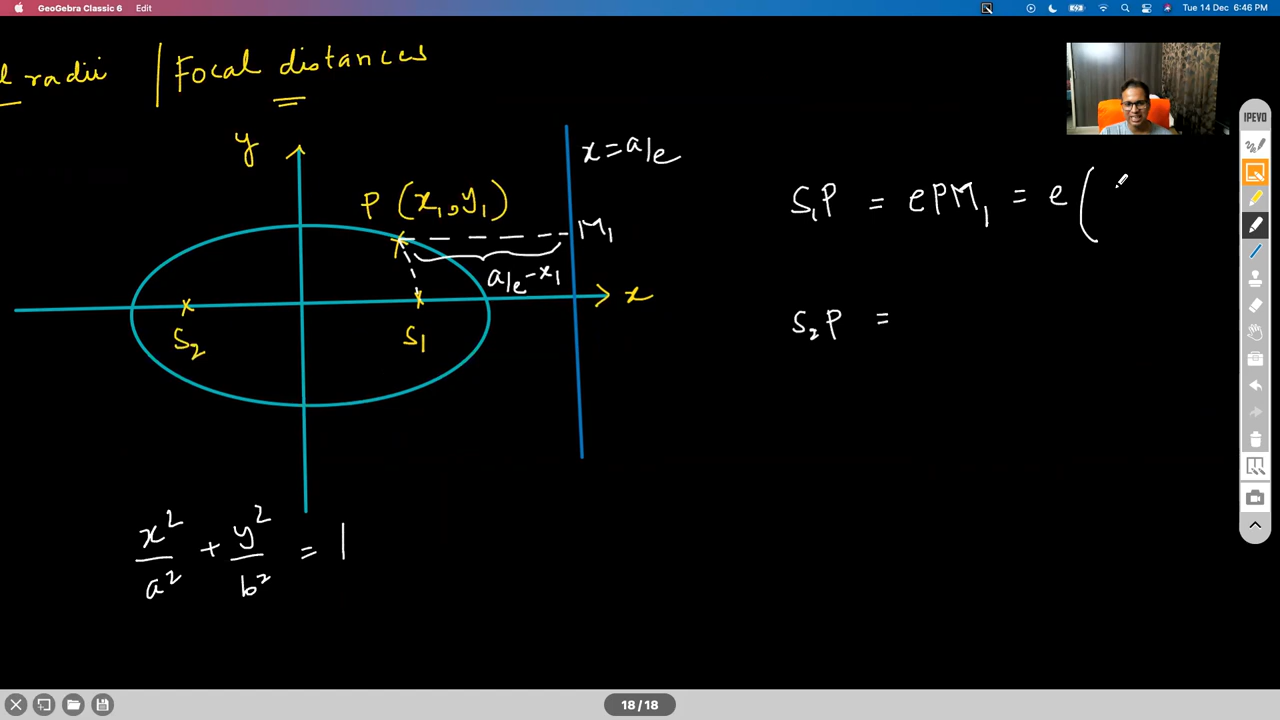 GeoGebra Classic 6 Edit Tue 14 Dec 6:46 PM
l radii | Focal distances
IPEVO
y
x = a/e
P (x₁, y₁)
S₁P = ePM₁ = e(
M₁
a/e - x₁
x
S₂ S₁
S₂P =
x²/a² + y²/b² = 1
18 / 18